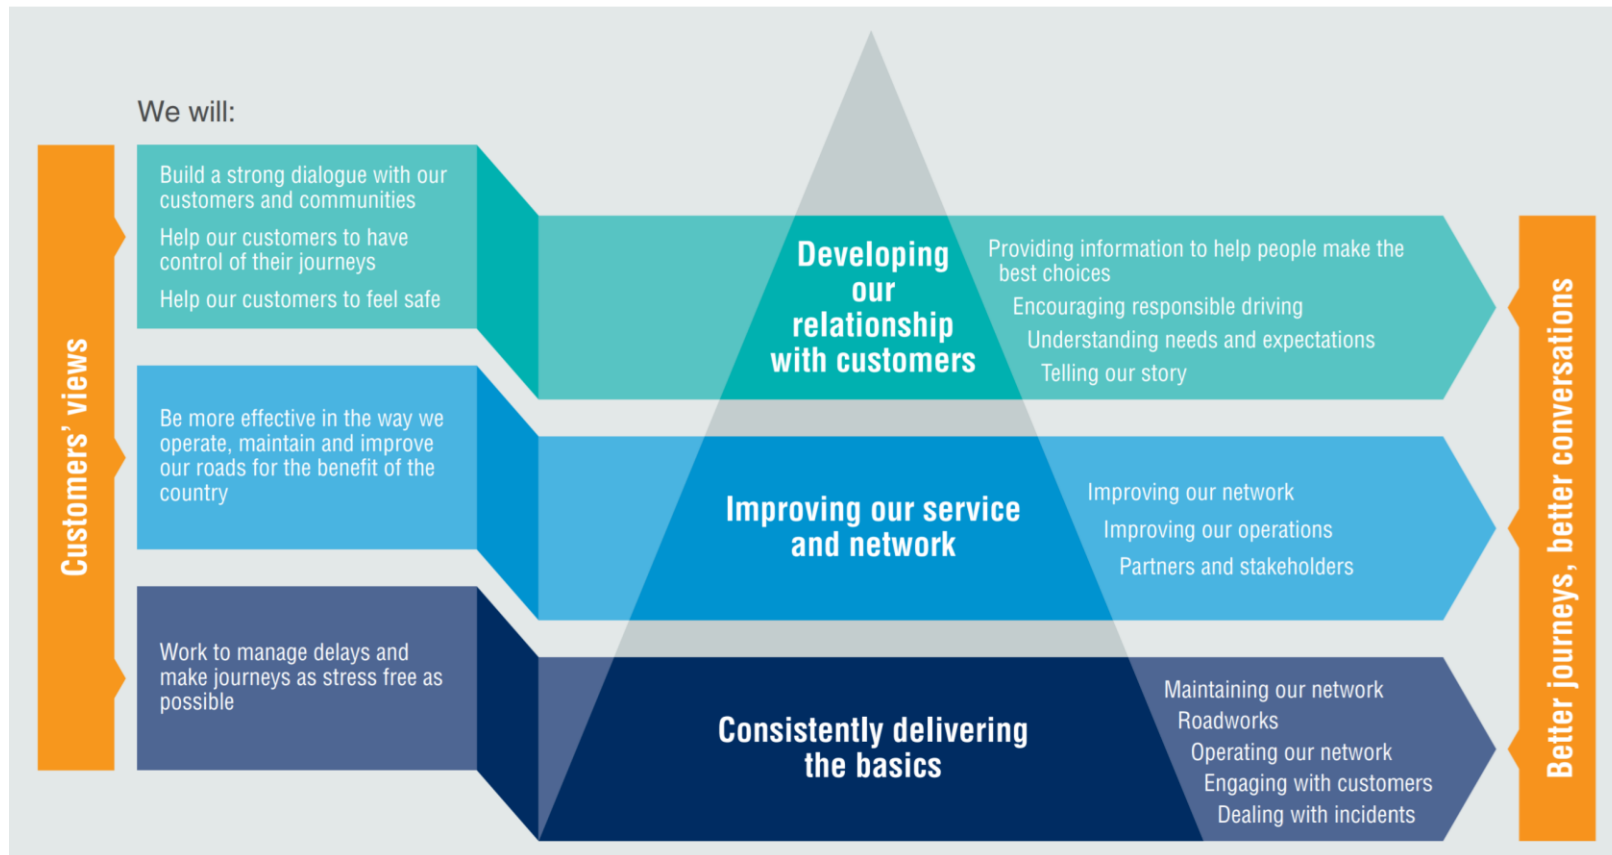 We will:
Customers' views
Build a strong dialogue with our
customers and communities
Help our customers to have
control of their journeys
Help our customers to feel safe
Developing
our
relationship
with customers
Providing information to help people make the
best choices
Encouraging responsible driving
Understanding needs and expectations
Telling our story
Be more effective in the way we
operate, maintain and improve
our roads for the benefit of the
country
Improving our service
and network
Improving our network
Improving our operations
Partners and stakeholders
Work to manage delays and
make journeys as stress free as
possible
Consistently delivering
the basics
Maintaining our network
Roadworks
Operating our network
Engaging with customers
Dealing with incidents
Better journeys, better conversations